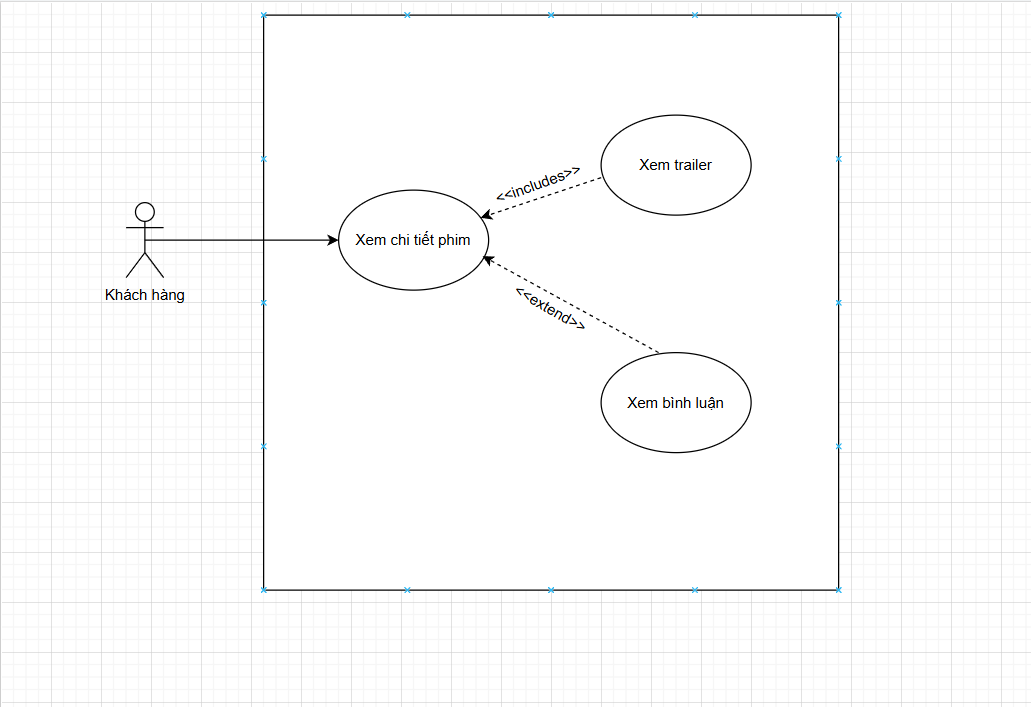 Xem trailer
<<includes>>
Xem chi tiết phim
Khách hàng
<<extend>>
Xem bình luận